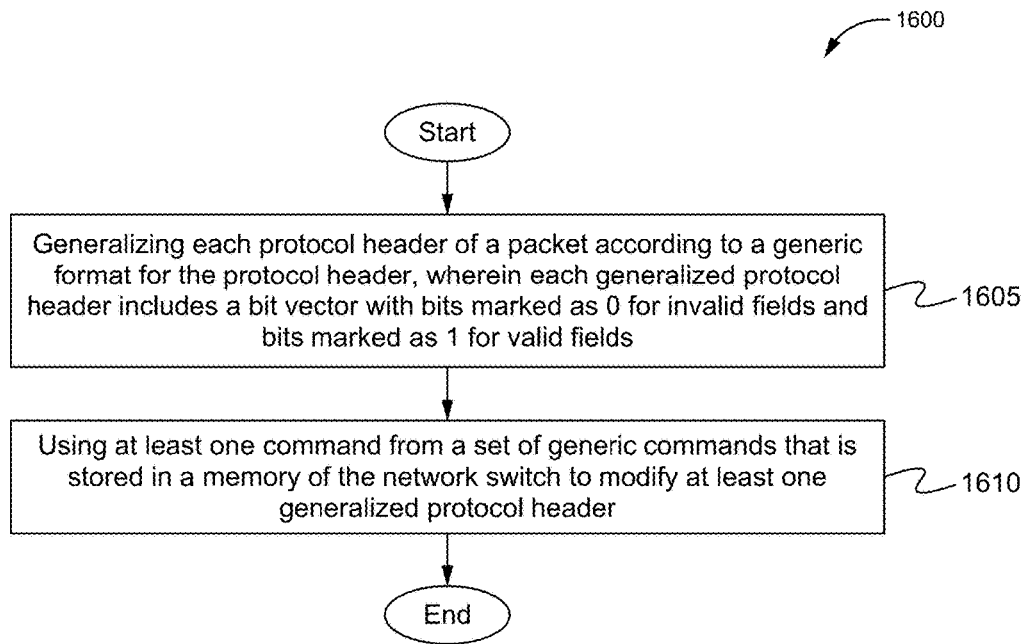 1600
Start
Generalizing each protocol header of a packet according to a generic
format for the protocol header, wherein each generalized protocol
header includes a bit vector with bits marked as 0 for invalid fields and
bits marked as 1 for valid fields
1605
Using at least one command from a set of generic commands that is
stored in a memory of the network switch to modify at least one
generalized protocol header
1610
End